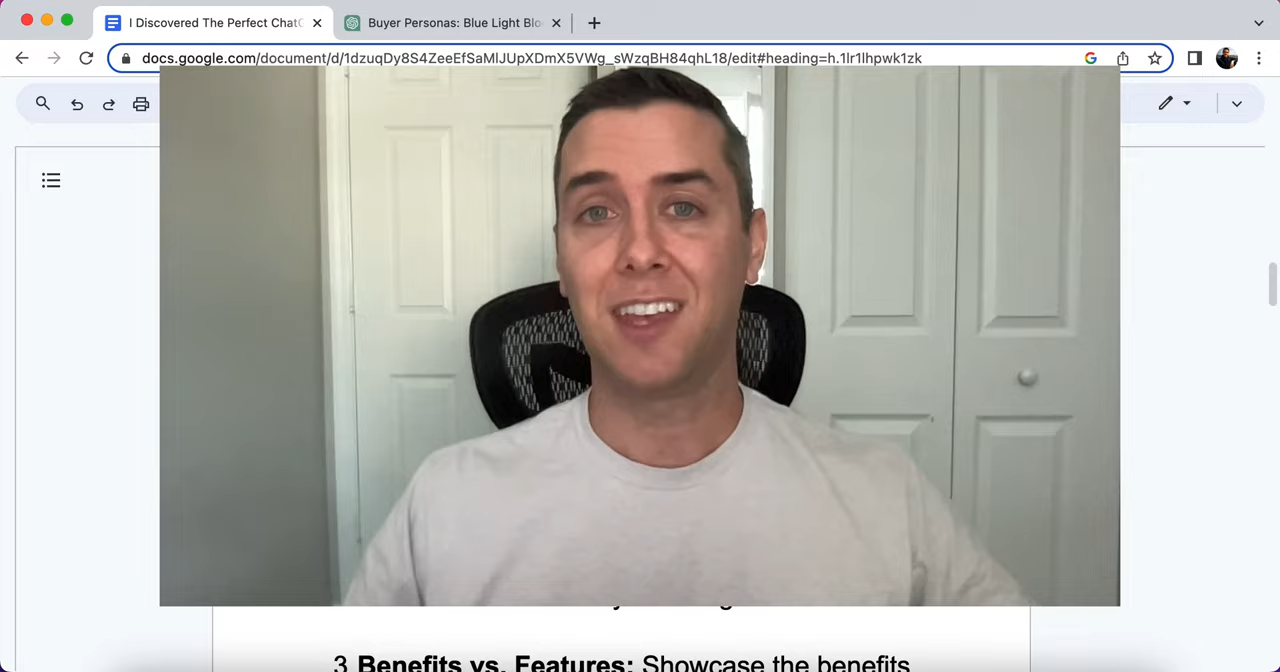 I Discovered The Perfect Chat
Buyer Personas: Blue Light Blo
docs.google.com/document/d/1dzuqDy8S4ZeeEfSaMlJUpXDmX5VWg_sWzqBH84qhL18/edit#heading=h.1lr1lhpwk1zk
3 Benefits vs. Features: Showcase the benefits